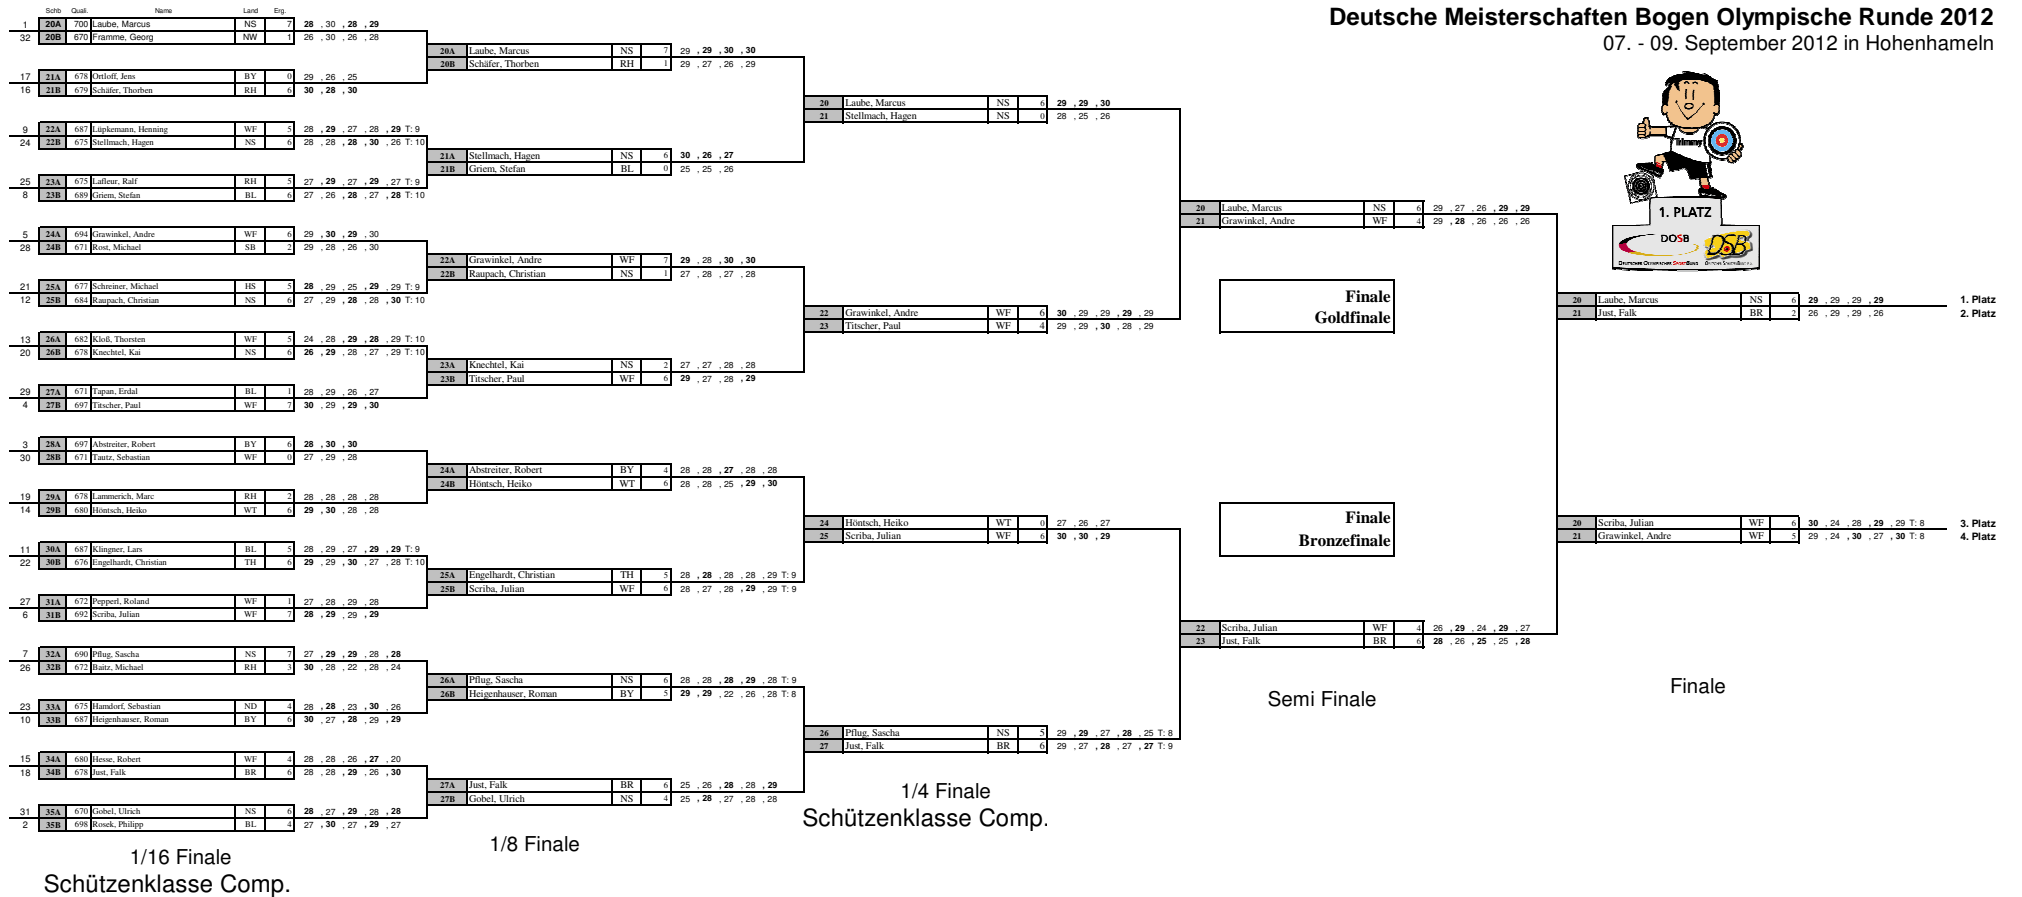 Deutsche Meisterschaften Bogen Olympische Runde 2012
07. - 09. September 2012 in Hohenhameln
Schb Quali. Name Land Erg.
1 20A 700 Laube, Marcus NS 7 28 , 30 , 28 , 29
32 20B 670 Framme, Georg NW 1 26 , 30 , 26 , 28
17 21A 678 Ortloff, Jens BY 0 29 , 26 , 25
16 21B 679 Schäfer, Thorben RH 6 30 , 28 , 30
9 22A 687 Lüpkemann, Henning WF 5 28 , 29 , 27 , 28 , 29 T: 9
24 22B 675 Stellmach, Hagen NS 6 28 , 28 , 28 , 30 , 26 T: 10
25 23A 675 Lafleur, Ralf RH 5 27 , 29 , 27 , 29 , 27 T: 9
8 23B 689 Griem, Stefan BL 6 27 , 26 , 28 , 27 , 28 T: 10
5 24A 694 Grawinkel, Andre WF 6 29 , 30 , 29 , 30
28 24B 671 Rost, Michael SB 2 29 , 28 , 26 , 30
21 25A 677 Schreiner, Michael HS 5 28 , 29 , 25 , 29 , 29 T: 9
12 25B 684 Raupach, Christian NS 6 27 , 29 , 28 , 28 , 30 T: 10
13 26A 682 Kloß, Thorsten WF 5 24 , 28 , 29 , 28 , 29 T: 10
20 26B 678 Knechtel, Kai NS 6 26 , 29 , 28 , 27 , 29 T: 10
29 27A 671 Tapan, Erdal BL 1 28 , 29 , 26 , 27
4 27B 697 Titscher, Paul WF 7 30 , 29 , 29 , 30
3 28A 697 Abstreiter, Robert BY 6 28 , 30 , 30
30 28B 671 Tautz, Sebastian WF 0 27 , 29 , 28
19 29A 678 Lammerich, Marc RH 2 28 , 28 , 28 , 28
14 29B 680 Höntsch, Heiko WT 6 29 , 30 , 28 , 28
11 30A 687 Klingner, Lars BL 5 28 , 29 , 27 , 29 , 29 T: 9
22 30B 676 Engelhardt, Christian TH 6 29 , 29 , 30 , 27 , 28 T: 10
27 31A 672 Pepperl, Roland WF 1 27 , 28 , 29 , 28
6 31B 692 Scriba, Julian WF 7 28 , 29 , 29 , 29
7 32A 690 Pflug, Sascha NS 7 27 , 29 , 29 , 28 , 28
26 32B 672 Baitz, Michael RH 3 30 , 28 , 22 , 28 , 24
23 33A 675 Hamdorf, Sebastian ND 4 28 , 28 , 23 , 30 , 26
10 33B 687 Heigenhauser, Roman BY 6 30 , 27 , 28 , 29 , 29
15 34A 680 Hesse, Robert WF 4 28 , 28 , 26 , 27 , 20
18 34B 678 Just, Falk BR 6 28 , 28 , 29 , 26 , 30
31 35A 670 Gobel, Ulrich NS 6 28 , 27 , 29 , 28 , 28
2 35B 698 Rosek, Philipp BL 4 27 , 30 , 27 , 29 , 27
1/16 Finale
Schützenklasse Comp.
20A Laube, Marcus NS 7 29 , 29 , 30 , 30
20B Schäfer, Thorben RH 1 29 , 27 , 26 , 29
21A Stellmach, Hagen NS 6 30 , 26 , 27
21B Griem, Stefan BL 0 25 , 25 , 26
22A Grawinkel, Andre WF 7 29 , 28 , 30 , 30
22B Raupach, Christian NS 1 27 , 28 , 27 , 28
23A Knechtel, Kai NS 2 27 , 27 , 28 , 28
23B Titscher, Paul WF 6 29 , 27 , 28 , 29
24A Abstreiter, Robert BY 4 28 , 28 , 27 , 28 , 28
24B Höntsch, Heiko WT 6 28 , 28 , 25 , 29 , 30
25A Engelhardt, Christian TH 5 28 , 28 , 28 , 28 , 29 T: 9
25B Scriba, Julian WF 6 28 , 27 , 28 , 29 , 29 T: 9
26A Pflug, Sascha NS 6 28 , 28 , 28 , 29 , 28 T: 9
26B Heigenhauser, Roman BY 5 29 , 29 , 22 , 26 , 28 T: 8
27A Just, Falk BR 6 25 , 26 , 28 , 28 , 29
27B Gobel, Ulrich NS 4 25 , 28 , 27 , 28 , 28
1/8 Finale
20 Laube, Marcus NS 6 29 , 29 , 30
21 Stellmach, Hagen NS 0 28 , 25 , 26
22 Grawinkel, Andre WF 6 30 , 29 , 29 , 29 , 29
23 Titscher, Paul WF 4 29 , 29 , 30 , 28 , 29
24 Höntsch, Heiko WT 0 27 , 26 , 27
25 Scriba, Julian WF 6 30 , 30 , 29
26 Pflug, Sascha NS 5 29 , 29 , 27 , 28 , 25 T: 8
27 Just, Falk BR 6 29 , 27 , 28 , 27 , 27 T: 9
1/4 Finale
Schützenklasse Comp.
20 Laube, Marcus NS 6 29 , 27 , 26 , 29 , 29
21 Grawinkel, Andre WF 4 29 , 28 , 26 , 26 , 26
Finale
Goldfinale
Finale
Bronzefinale
22 Scriba, Julian WF 4 26 , 29 , 24 , 29 , 27
23 Just, Falk BR 6 28 , 26 , 25 , 25 , 28
Semi Finale
Trimmy
1. PLATZ
DOSB
DSB
DEUTSCHER OLYMPISCHER SPORTBUND
20 Laube, Marcus NS 6 29 , 29 , 29 , 29 1. Platz
21 Just, Falk BR 2 26 , 29 , 29 , 26 2. Platz
20 Scriba, Julian WF 6 30 , 24 , 28 , 29 , 29 T: 8 3. Platz
21 Grawinkel, Andre WF 5 29 , 24 , 30 , 27 , 30 T: 8 4. Platz
Finale